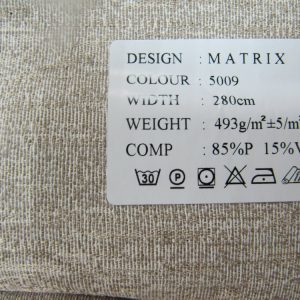 DESIGN : MATRIX
COLOUR : 5009
WIDTH : 280cm
WEIGHT : 493g/m²±5/m
COMP : 85%P 15%V
30 P